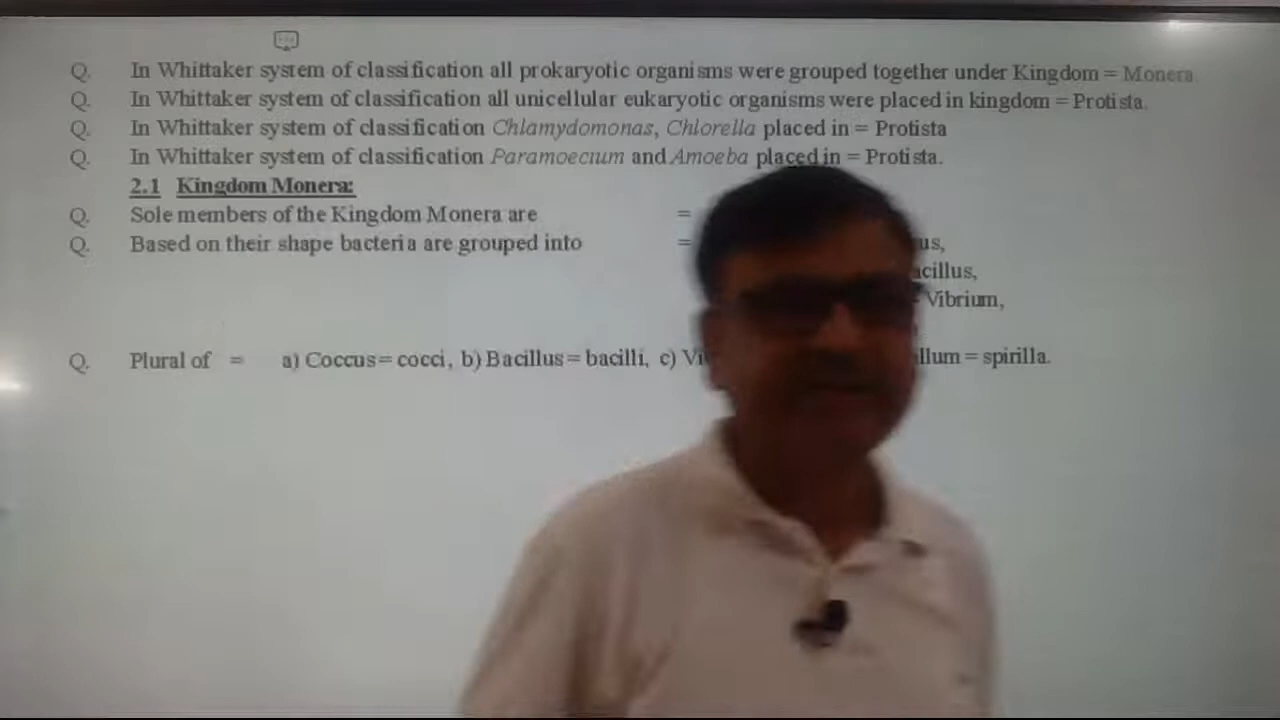 Q. In Whittaker system of classification all prokaryotic organisms were grouped together under Kingdom = Monera
Q. In Whittaker system of classification all unicellular eukaryotic organisms were placed in kingdom = Protista.
Q. In Whittaker system of classification Chlamydomonas, Chlorella placed in = Protista
Q. In Whittaker system of classification Paramoecium and Amoeba placed in = Protista.
2.1 Kingdom Monera:
Q. Sole members of the Kingdom Monera are =
Q. Based on their shape bacteria are grouped into = us,
cillus,
Vibrium,
Q. Plural of = a) Coccus = cocci, b) Bacillus = bacilli, c) Vi llum = spirilla.